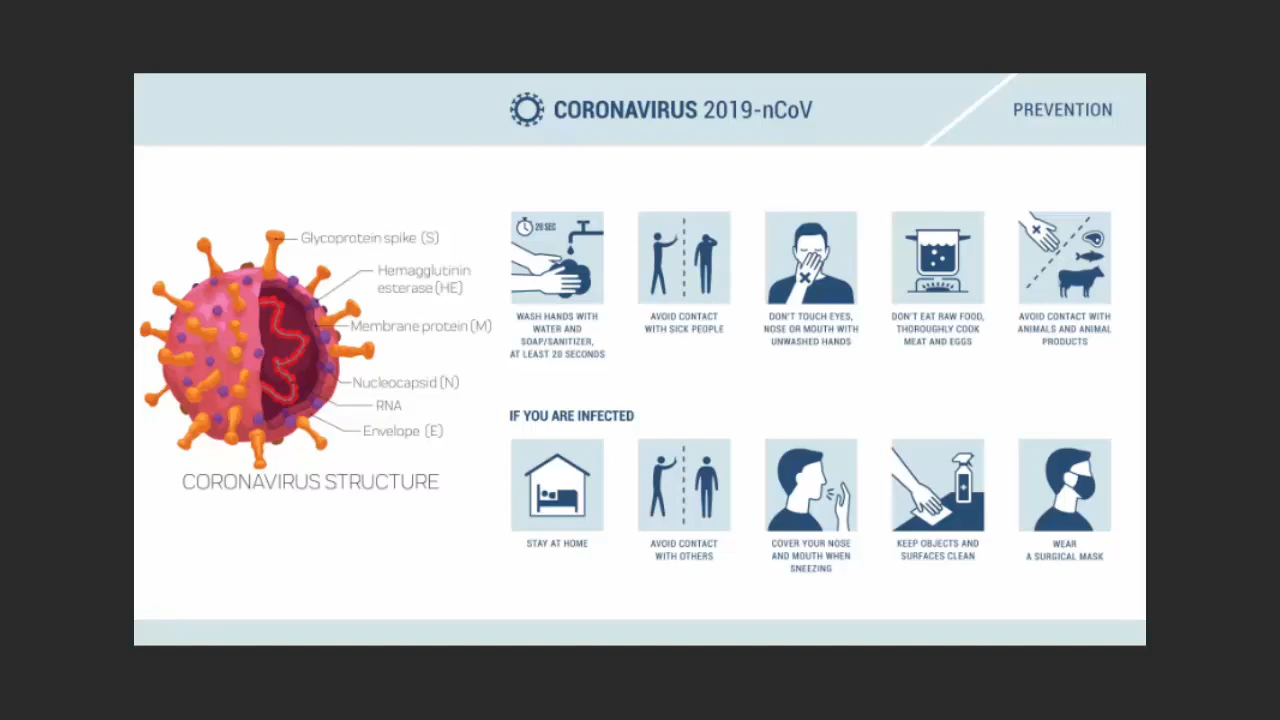 CORONAVIRUS 2019-nCoV
PREVENTION
Glycoprotein spike (S)
Hemagglutinin
esterase (HE)
Membrane protein (M)
Nucleocapsid (N)
RNA
Envelope (E)
CORONAVIRUS STRUCTURE
20 SEC
WASH HANDS WITH
WATER AND
SOAP/SANITIZER,
AT LEAST 20 SECONDS
AVOID CONTACT
WITH SICK PEOPLE
DON'T TOUCH EYES,
NOSE OR MOUTH WITH
UNWASHED HANDS
DON'T EAT RAW FOOD,
THOROUGHLY COOK
MEAT AND EGGS
AVOID CONTACT WITH
ANIMALS AND ANIMAL
PRODUCTS
IF YOU ARE INFECTED
STAY AT HOME
AVOID CONTACT
WITH OTHERS
COVER YOUR NOSE
AND MOUTH WHEN
SNEEZING
KEEP OBJECTS AND
SURFACES CLEAN
WEAR
A SURGICAL MASK